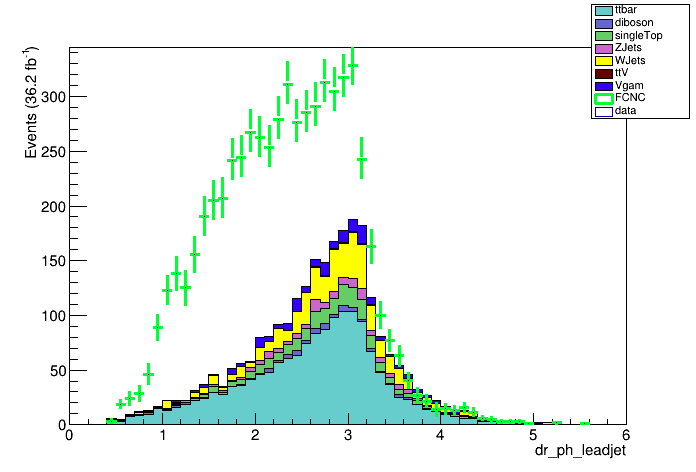 ttbar
diboson
singleTop
ZJets
WJets
ttV
Vgam
FCNC
data
Events (36.2 fb⁻¹)
300
250
200
150
100
50
0
0 1 2 3 4 5 6
dr_ph_leadjet